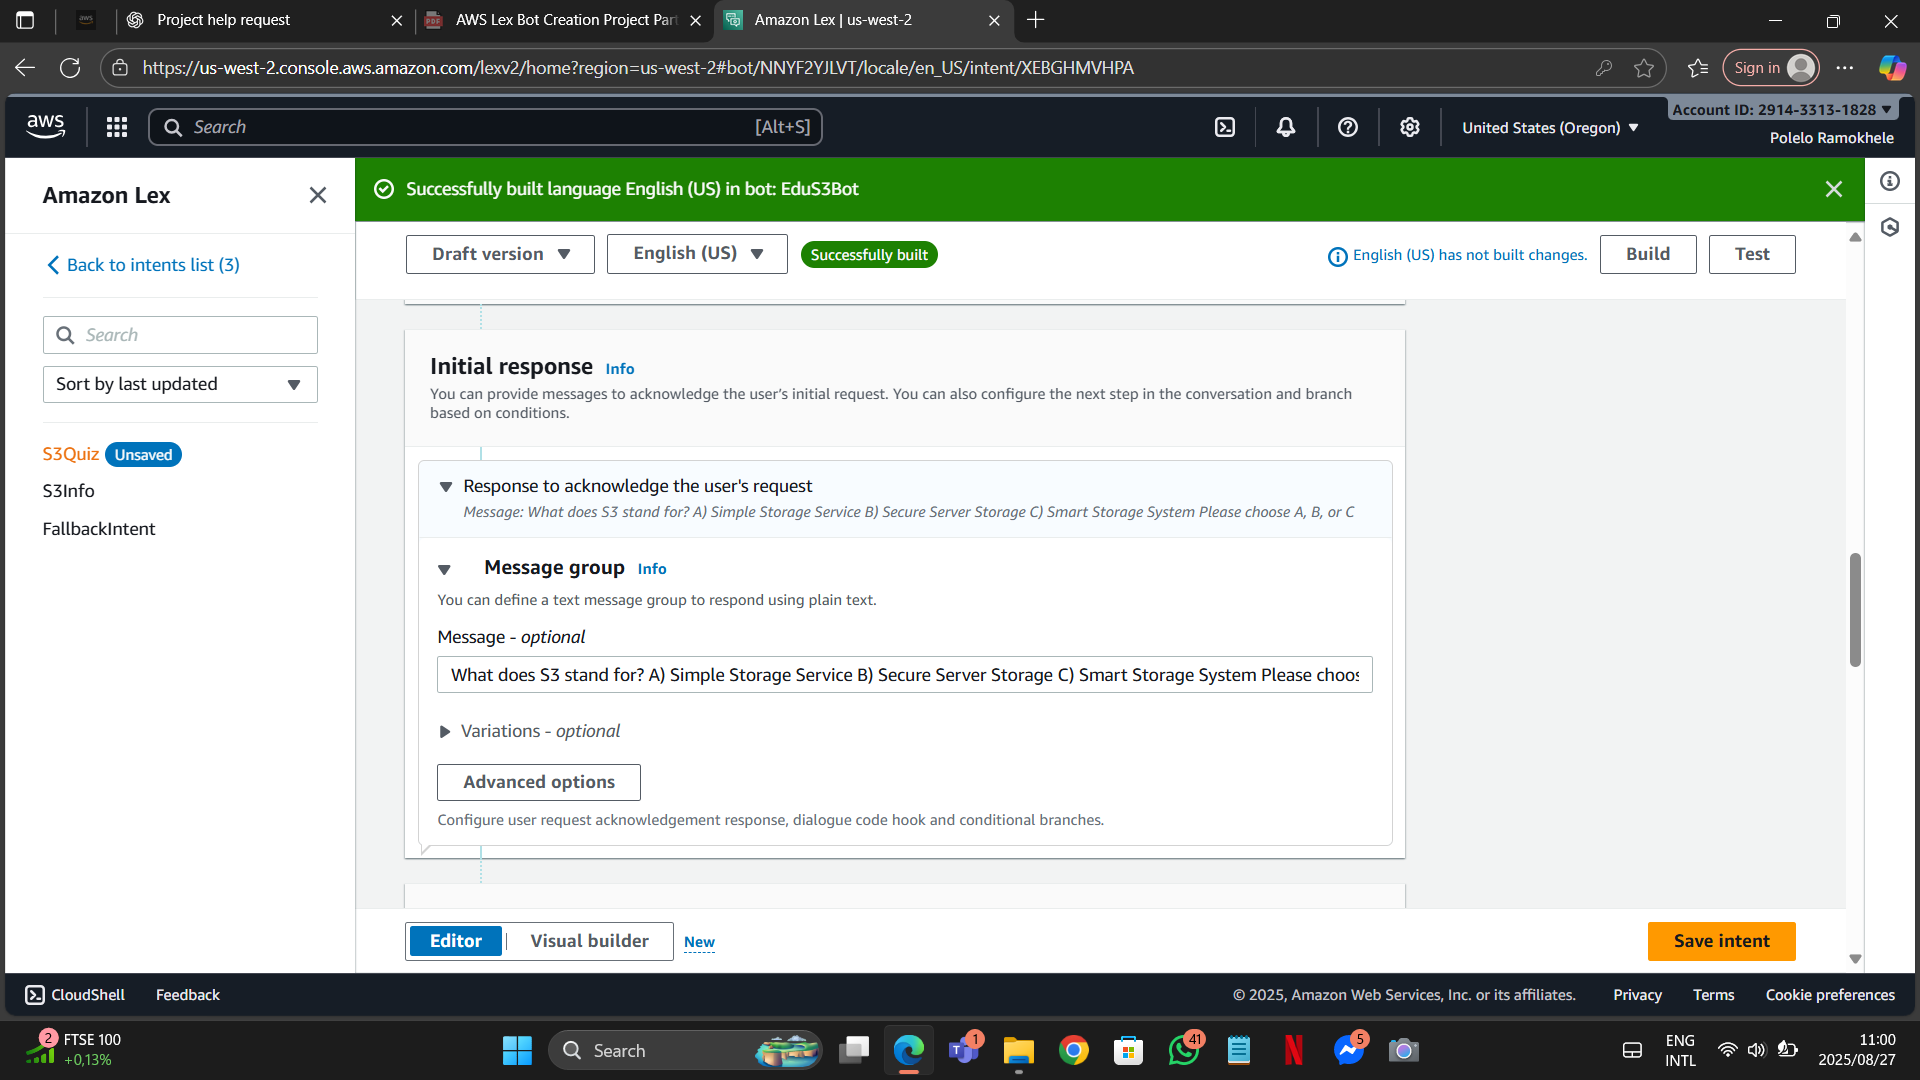 Project help request
AWS Lex Bot Creation Project Part
Amazon Lex | us-west-2
https://us-west-2.console.aws.amazon.com/lexv2/home?region=us-west-2#bot/NNYF2YJLVT/locale/en_US/intent/XEBGHMVHPA
Sign in
aws
Search
[Alt+S]
United States (Oregon)
Account ID: 2914-3313-1828
Polelo Ramokhele
Amazon Lex
Successfully built language English (US) in bot: EduS3Bot
Back to intents list (3)
Draft version
English (US)
Successfully built
English (US) has not built changes.
Build
Test
Search
Sort by last updated
S3Quiz
Unsaved
S3Info
FallbackIntent
Initial response Info
You can provide messages to acknowledge the user's initial request. You can also configure the next step in the conversation and branch
based on conditions.
Response to acknowledge the user's request
Message: What does S3 stand for? A) Simple Storage Service B) Secure Server Storage C) Smart Storage System Please choose A, B, or C
Message group Info
You can define a text message group to respond using plain text.
Message - optional
What does S3 stand for? A) Simple Storage Service B) Secure Server Storage C) Smart Storage System Please choos
Variations - optional
Advanced options
Configure user request acknowledgement response, dialogue code hook and conditional branches.
Editor
Visual builder
New
Save intent
CloudShell
Feedback
© 2025, Amazon Web Services, Inc. or its affiliates.
Privacy
Terms
Cookie preferences
2
FTSE 100
+0,13%
Search
1
41
5
ENG
INTL
11:00
2025/08/27